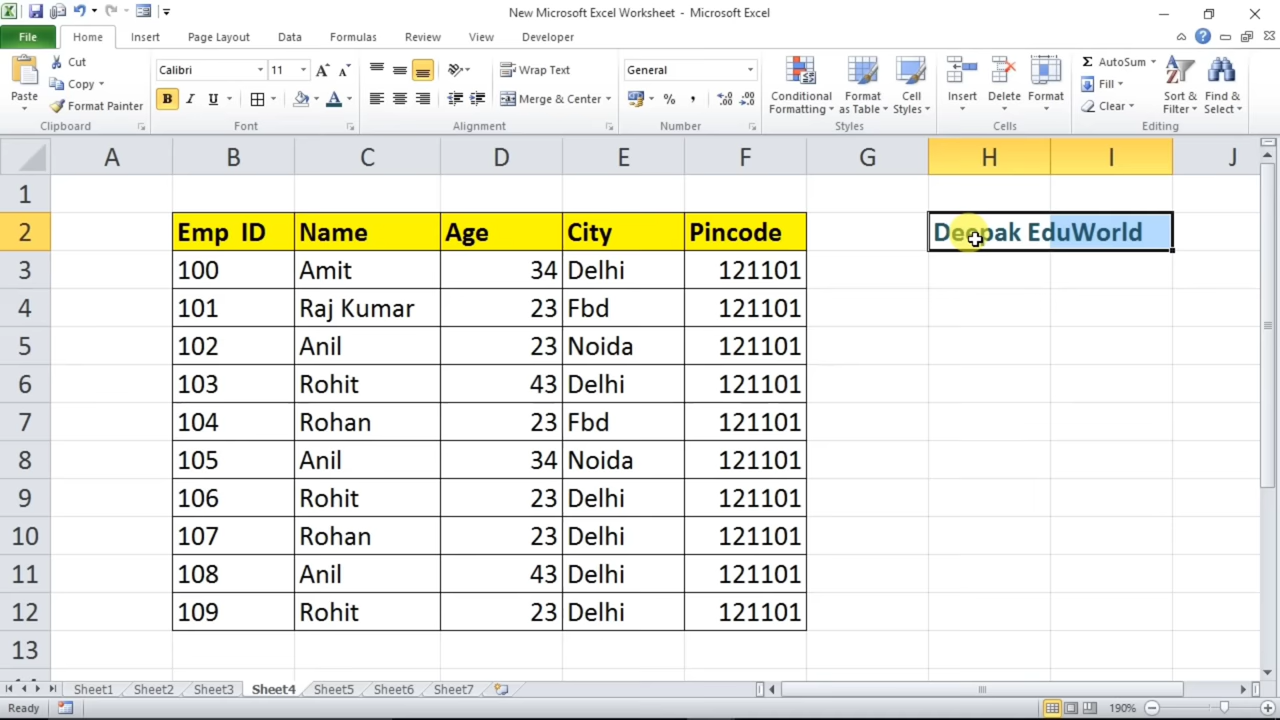 New Microsoft Excel Worksheet - Microsoft Excel
File Home Insert Page Layout Data Formulas Review View Developer
Paste Cut Copy Format Painter Clipboard
Calibri 11 B I U A Font
Wrap Text Merge & Center Alignment
General % , Number
Conditional Formatting Format as Table Cell Styles Styles
Insert Delete Format Cells
Σ AutoSum Fill Clear Sort & Filter Find & Select Editing
A B C D E F G H I J
1
2 Emp ID Name Age City Pincode Deepak EduWorld
3 100 Amit 34 Delhi 121101
4 101 Raj Kumar 23 Fbd 121101
5 102 Anil 23 Noida 121101
6 103 Rohit 43 Delhi 121101
7 104 Rohan 23 Fbd 121101
8 105 Anil 34 Noida 121101
9 106 Rohit 23 Delhi 121101
10 107 Rohan 23 Delhi 121101
11 108 Anil 43 Delhi 121101
12 109 Rohit 23 Delhi 121101
13
Sheet1 Sheet2 Sheet3 Sheet4 Sheet5 Sheet6 Sheet7
Ready 190%